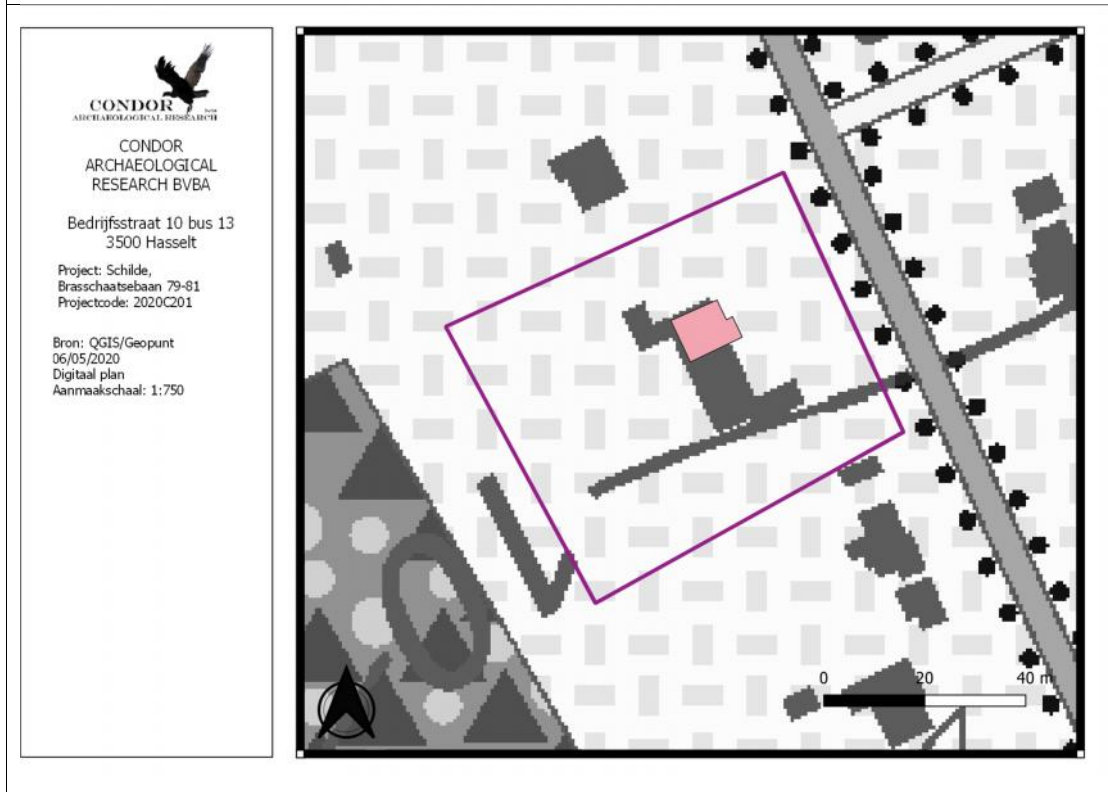 CONDOR
ARCHAEOLOGICAL RESEARCH
CONDOR
ARCHAEOLOGICAL
RESEARCH BVBA
Bedrijfsstraat 10 bus 13
3500 Hasselt
Project: Schilde,
Brasschaatsebaan 79-81
Projectcode: 2020C201
Bron: QGIS/Geopunt
06/05/2020
Digitaal plan
Aanmaakschaal: 1:750
0 20 40 m